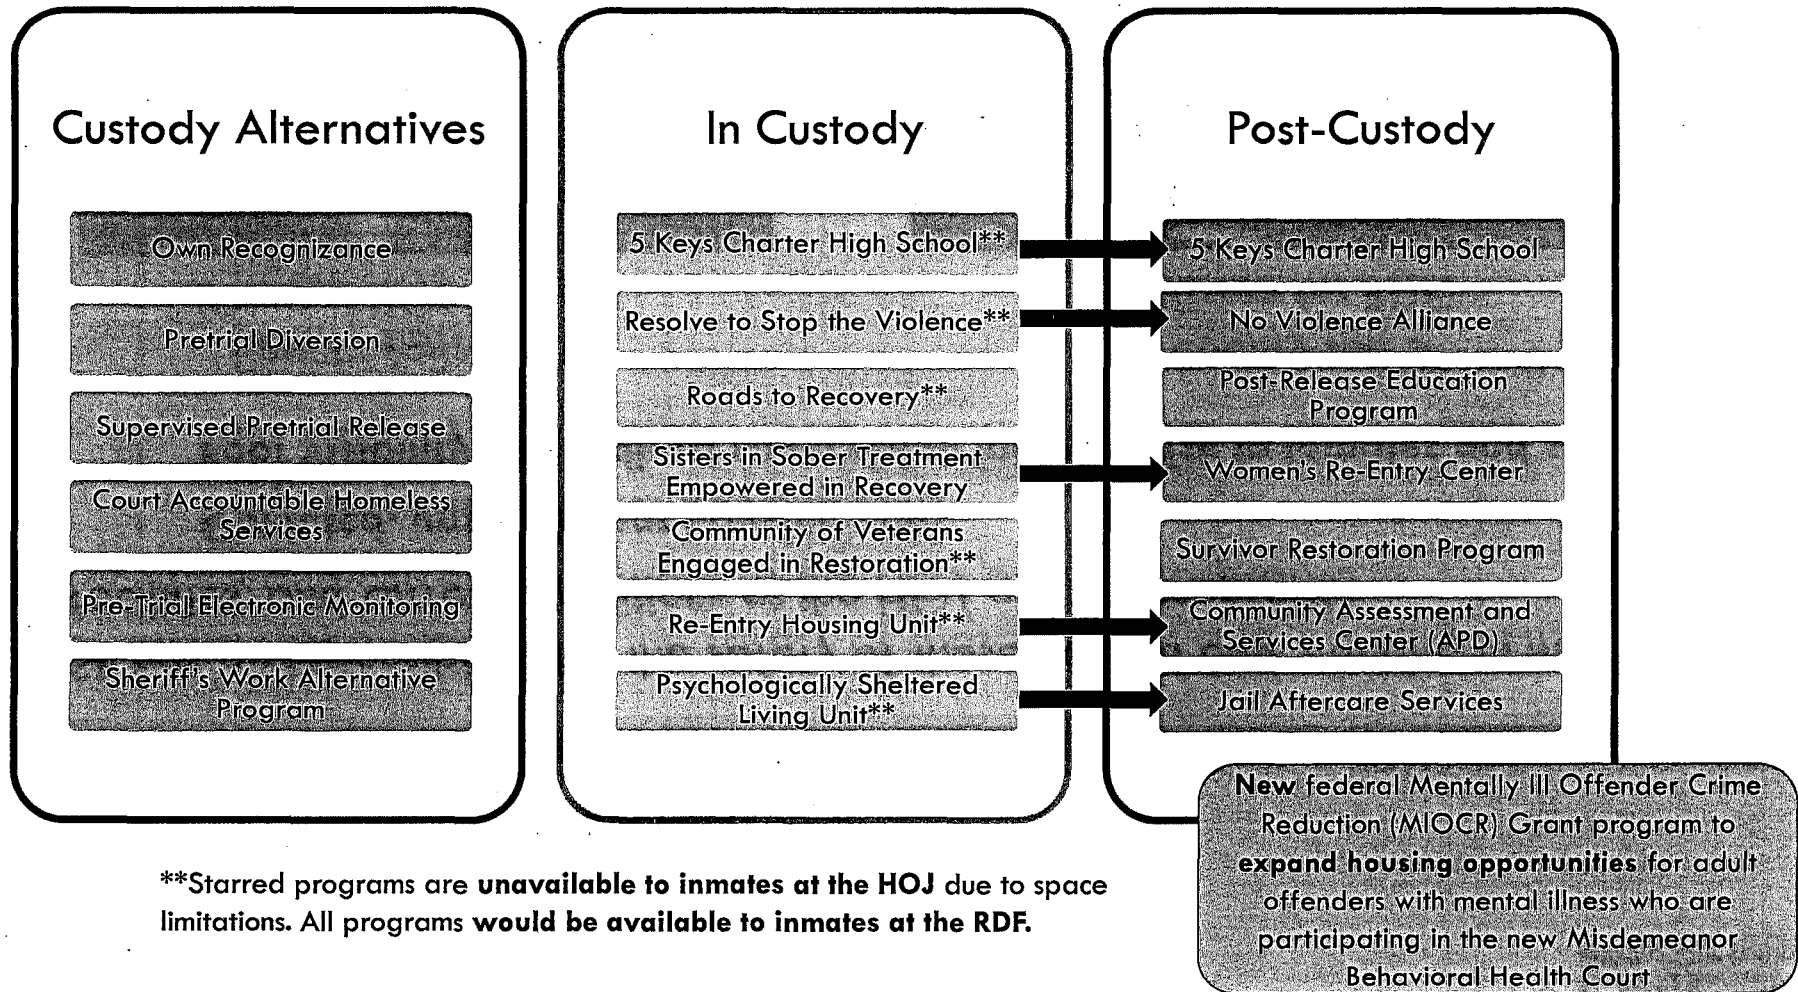 Custody Alternatives
Own Recognizance
Pretrial Diversion
Supervised Pretrial Release
Court Accountable Homeless
Services
Pre-Trial Electronic Monitoring
Sheriff's Work Alternative
Program
In Custody
5 Keys Charter High School**
Resolve to Stop the Violence**
Roads to Recovery**
Sisters in Sober Treatment
Empowered in Recovery
Community of Veterans
Engaged in Restoration**
Re-Entry Housing Unit**
Psychologically Sheltered
Living Unit**
Post-Custody
5 Keys Charter High School
No Violence Alliance
Post-Release Education
Program
Women's Re-Entry Center
Survivor Restoration Program
Community Assessment and
Services Center (APD)
Jail Aftercare Services
New federal Mentally Ill Offender Crime
Reduction (MIOCR) Grant program to
expand housing opportunities for adult
offenders with mental illness who are
participating in the new Misdemeanor
Behavioral Health Court
**Starred programs are unavailable to inmates at the HOJ due to space
limitations. All programs would be available to inmates at the RDF.